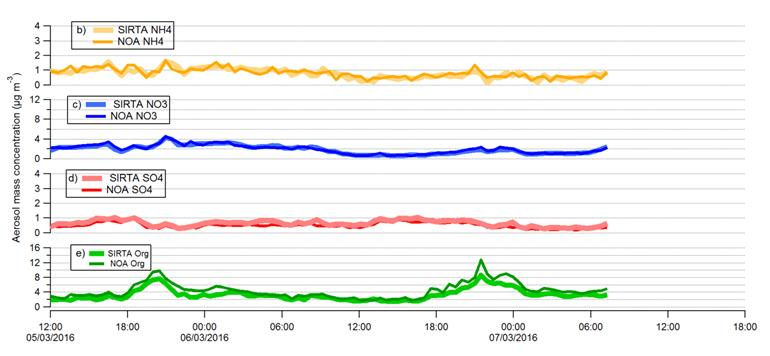 Aerosol mass concentration (µg m⁻³)
b) SIRTA NH4
NOA NH4
4
3
2
1
0
c) SIRTA NO3
NOA NO3
12
8
4
0
d) SIRTA SO4
NOA SO4
4
3
2
1
0
e) SIRTA Org
NOA Org
16
12
8
4
0
12:00 18:00 00:00 06:00 12:00 18:00 00:00 06:00 12:00 18:00
05/03/2016 06/03/2016 07/03/2016